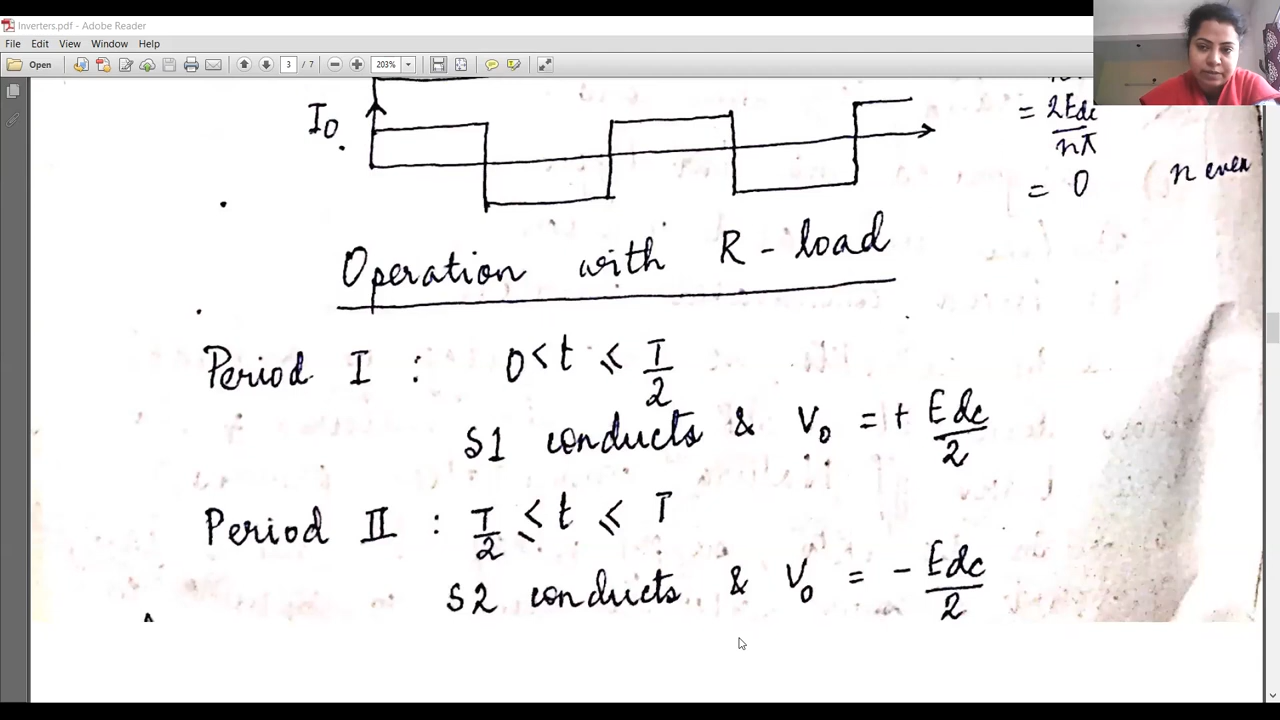 Inverters.pdf - Adobe Reader
File Edit View Window Help
Open 3 / 7 203%
I0
= 2Edc / nπ
= 0 n even
Operation with R - load
Period I : 0 < t ≤ T/2
S1 conducts & V0 = + Edc/2
Period II : T/2 ≤ t ≤ T
S2 conducts & V0 = - Edc/2